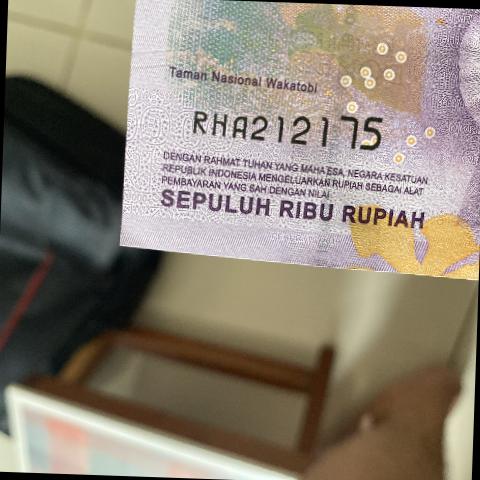 Taman Nasional Wakatobi
RHA212175
DENGAN RAHMAT TUHAN YANG MAHA ESA, NEGARA KESATUAN
REPUBLIK INDONESIA MENGELUARKAN RUPIAH SEBAGAI ALAT
PEMBAYARAN YANG SAH DENGAN NILAI
SEPULUH RIBU RUPIAH